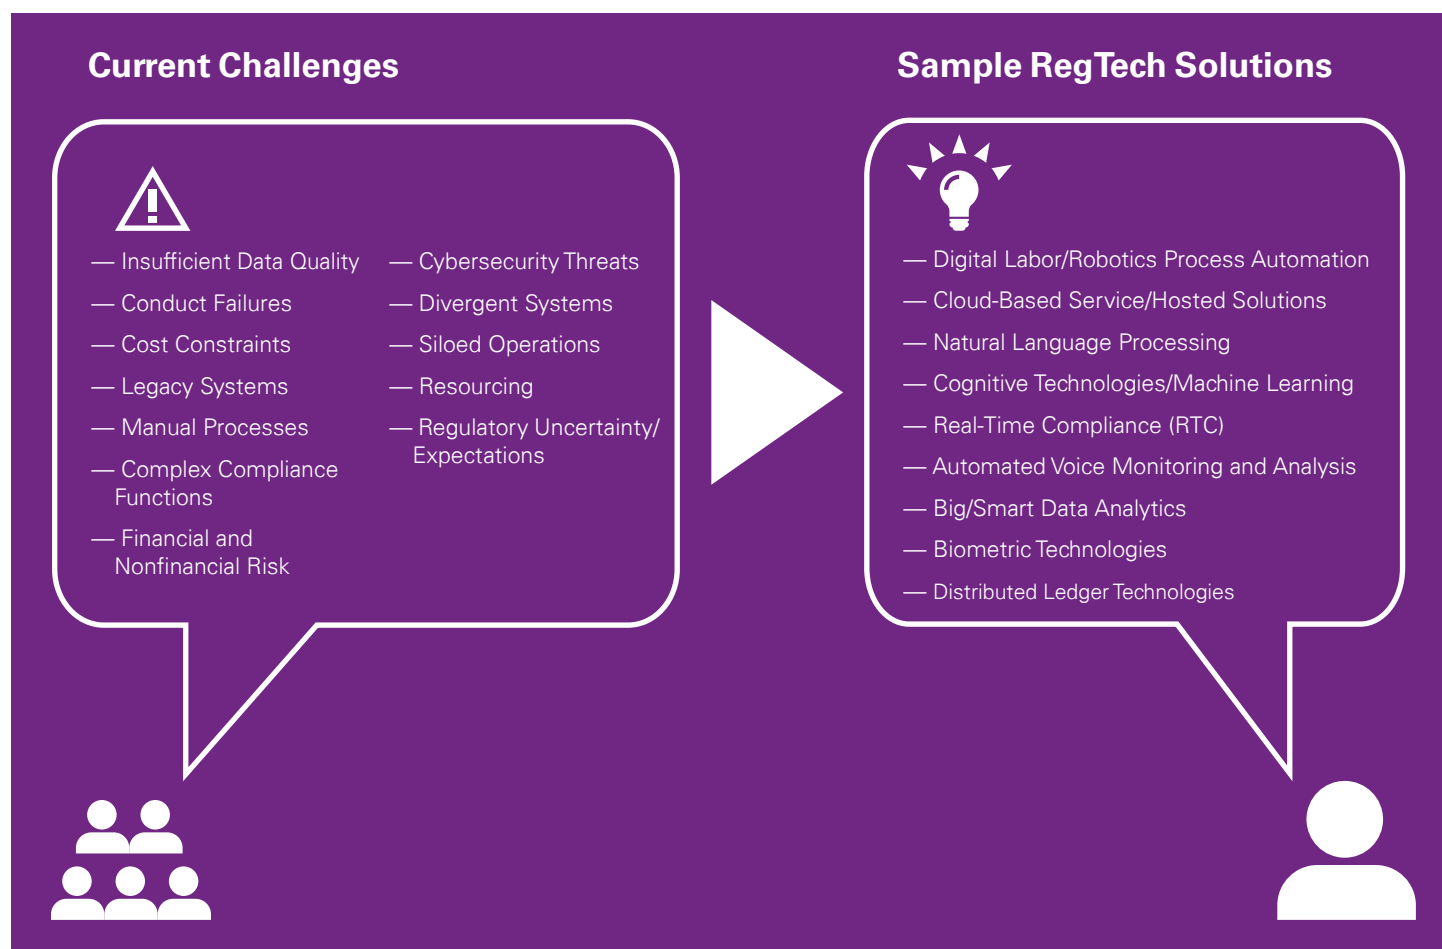 Current Challenges
— Insufficient Data Quality
— Conduct Failures
— Cost Constraints
— Legacy Systems
— Manual Processes
— Complex Compliance
Functions
— Financial and
Nonfinancial Risk
— Cybersecurity Threats
— Divergent Systems
— Siloed Operations
— Resourcing
— Regulatory Uncertainty/
Expectations
Sample RegTech Solutions
— Digital Labor/Robotics Process Automation
— Cloud-Based Service/Hosted Solutions
— Natural Language Processing
— Cognitive Technologies/Machine Learning
— Real-Time Compliance (RTC)
— Automated Voice Monitoring and Analysis
— Big/Smart Data Analytics
— Biometric Technologies
— Distributed Ledger Technologies